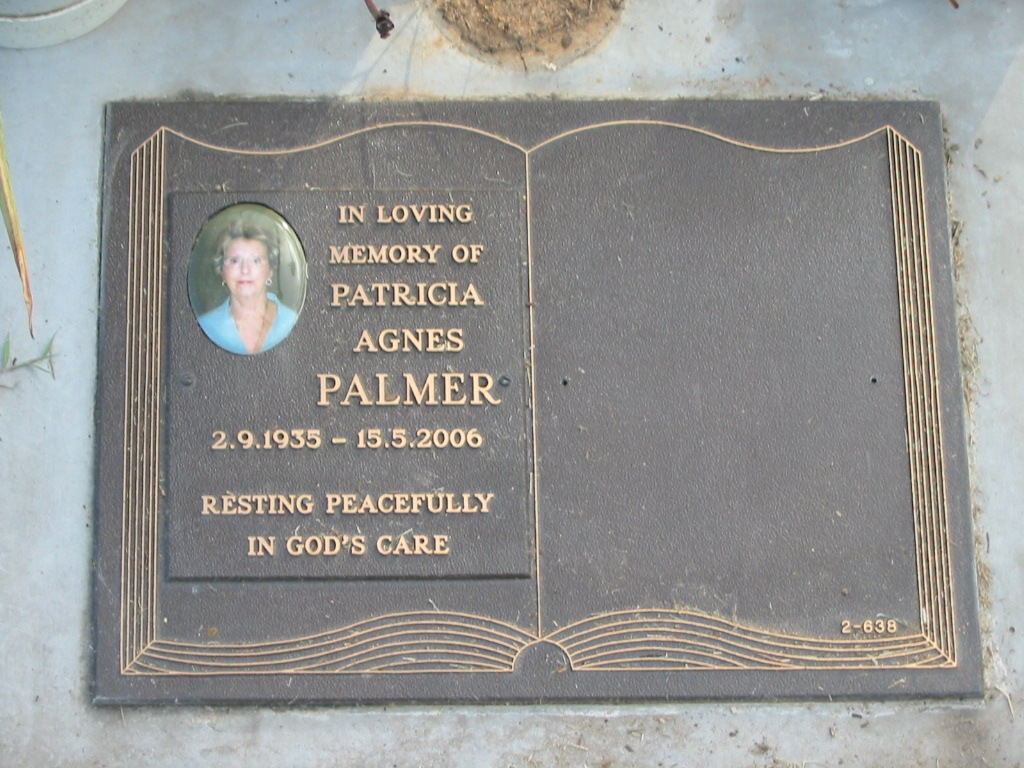 IN LOVING
MEMORY OF
PATRICIA
AGNES
PALMER
2.9.1935 – 15.5.2006
RESTING PEACEFULLY
IN GOD'S CARE
2-638